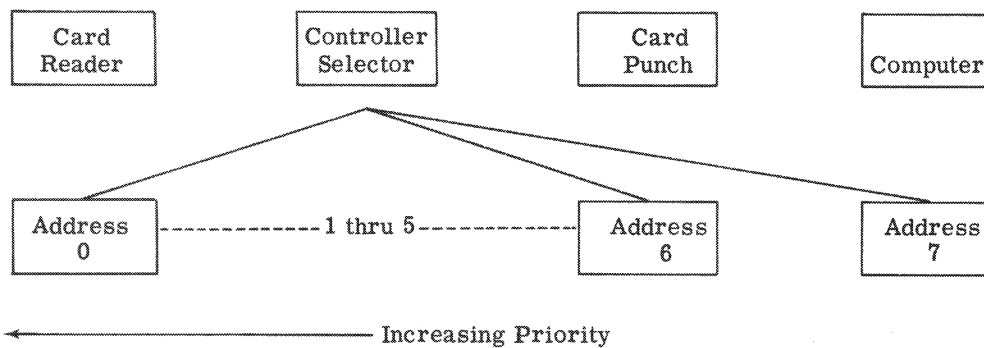 Card
Reader
Controller
Selector
Card
Punch
Computer
Address
0
1 thru 5
Address
6
Address
7
Increasing Priority